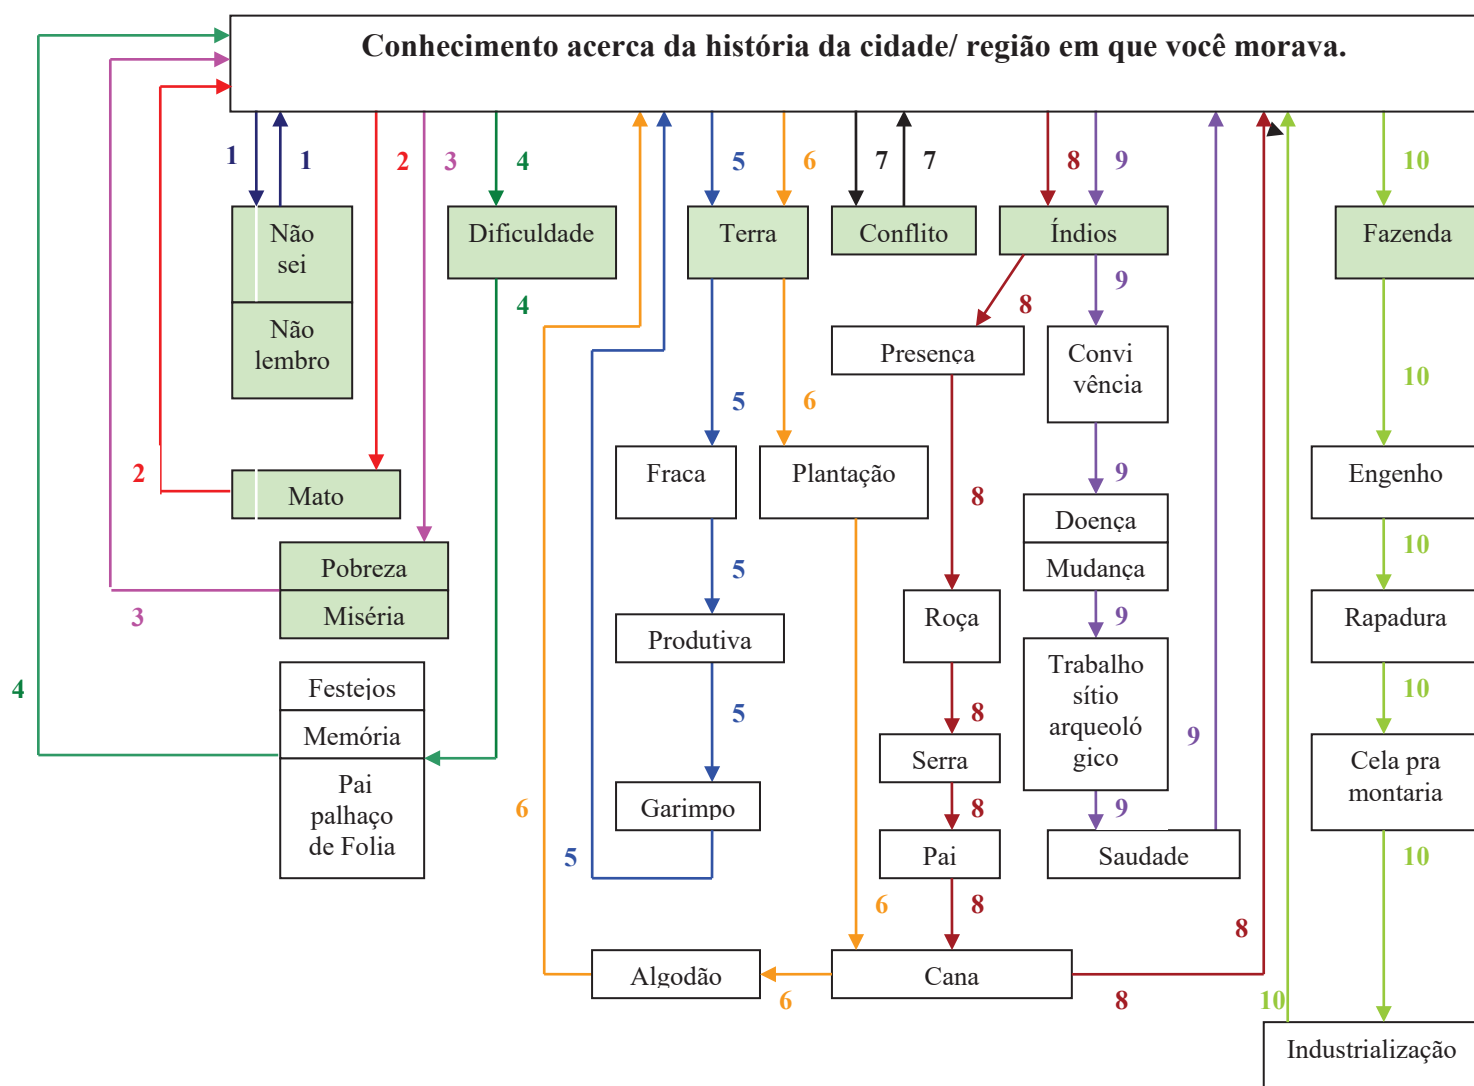 Conhecimento acerca da história da cidade/ região em que você morava.
1
1
2
3
4
5
6
7
7
8
9
10
Não
sei
Dificuldade
Terra
Conflito
Índios
Fazenda
4
9
8
Não
lembro
Presença
Convi
vência
10
5
6
2
Mato
Fraca
Plantação
8
9
Engenho
Doença
10
Pobreza
5
Mudança
3
Miséria
Produtiva
Roça
9
Rapadura
Trabalho
sítio
arqueoló
gico
4
Festejos
10
5
8
Memória
9
Serra
Cela pra
montaria
Pai
palhaço
de Folia
6
Garimpo
8
9
5
Pai
Saudade
10
6
8
8
Algodão
Cana
6
8
10
Industrialização